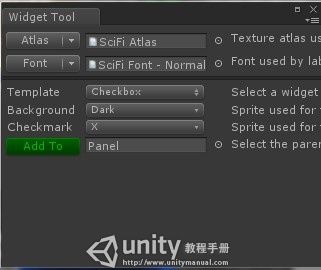 Widget Tool
Atlas SciFi Atlas Texture atlas us
Font SciFi Font - Normal Font used by lab
Template Checkbox Select a widget
Background Dark Sprite used for
Checkmark X Sprite used for
Add To Panel Select the paren
unity 教程手册
http://www.unitymanual.com